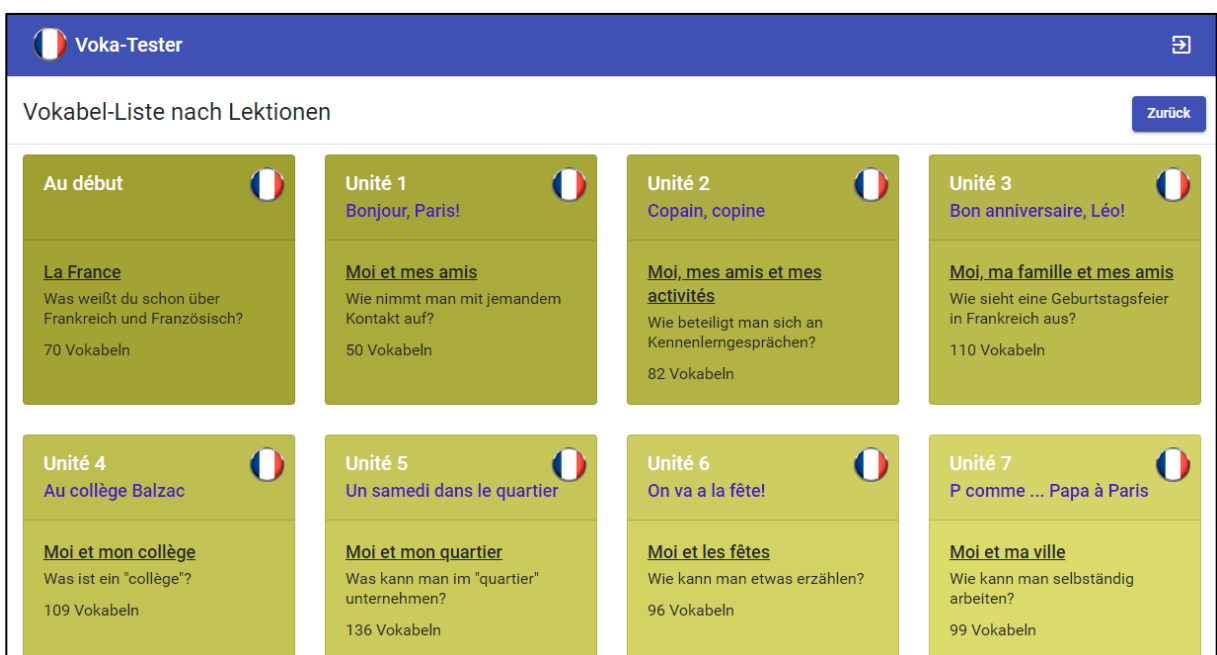 Voka-Tester
Vokabel-Liste nach Lektionen
Zurück
Au début
La France
Was weißt du schon über
Frankreich und Französisch?
70 Vokabeln
Unité 1
Bonjour, Paris!
Moi et mes amis
Wie nimmt man mit jemandem
Kontakt auf?
50 Vokabeln
Unité 2
Copain, copine
Moi, mes amis et mes
activités
Wie beteiligt man sich an
Kennenlerngesprächen?
82 Vokabeln
Unité 3
Bon anniversaire, Léo!
Moi, ma famille et mes amis
Wie sieht eine Geburtstagsfeier
in Frankreich aus?
110 Vokabeln
Unité 4
Au collège Balzac
Moi et mon collège
Was ist ein "collège"?
109 Vokabeln
Unité 5
Un samedi dans le quartier
Moi et mon quartier
Was kann man im "quartier"
unternehmen?
136 Vokabeln
Unité 6
On va a la fête!
Moi et les fêtes
Wie kann man etwas erzählen?
96 Vokabeln
Unité 7
P comme ... Papa à Paris
Moi et ma ville
Wie kann man selbständig
arbeiten?
99 Vokabeln